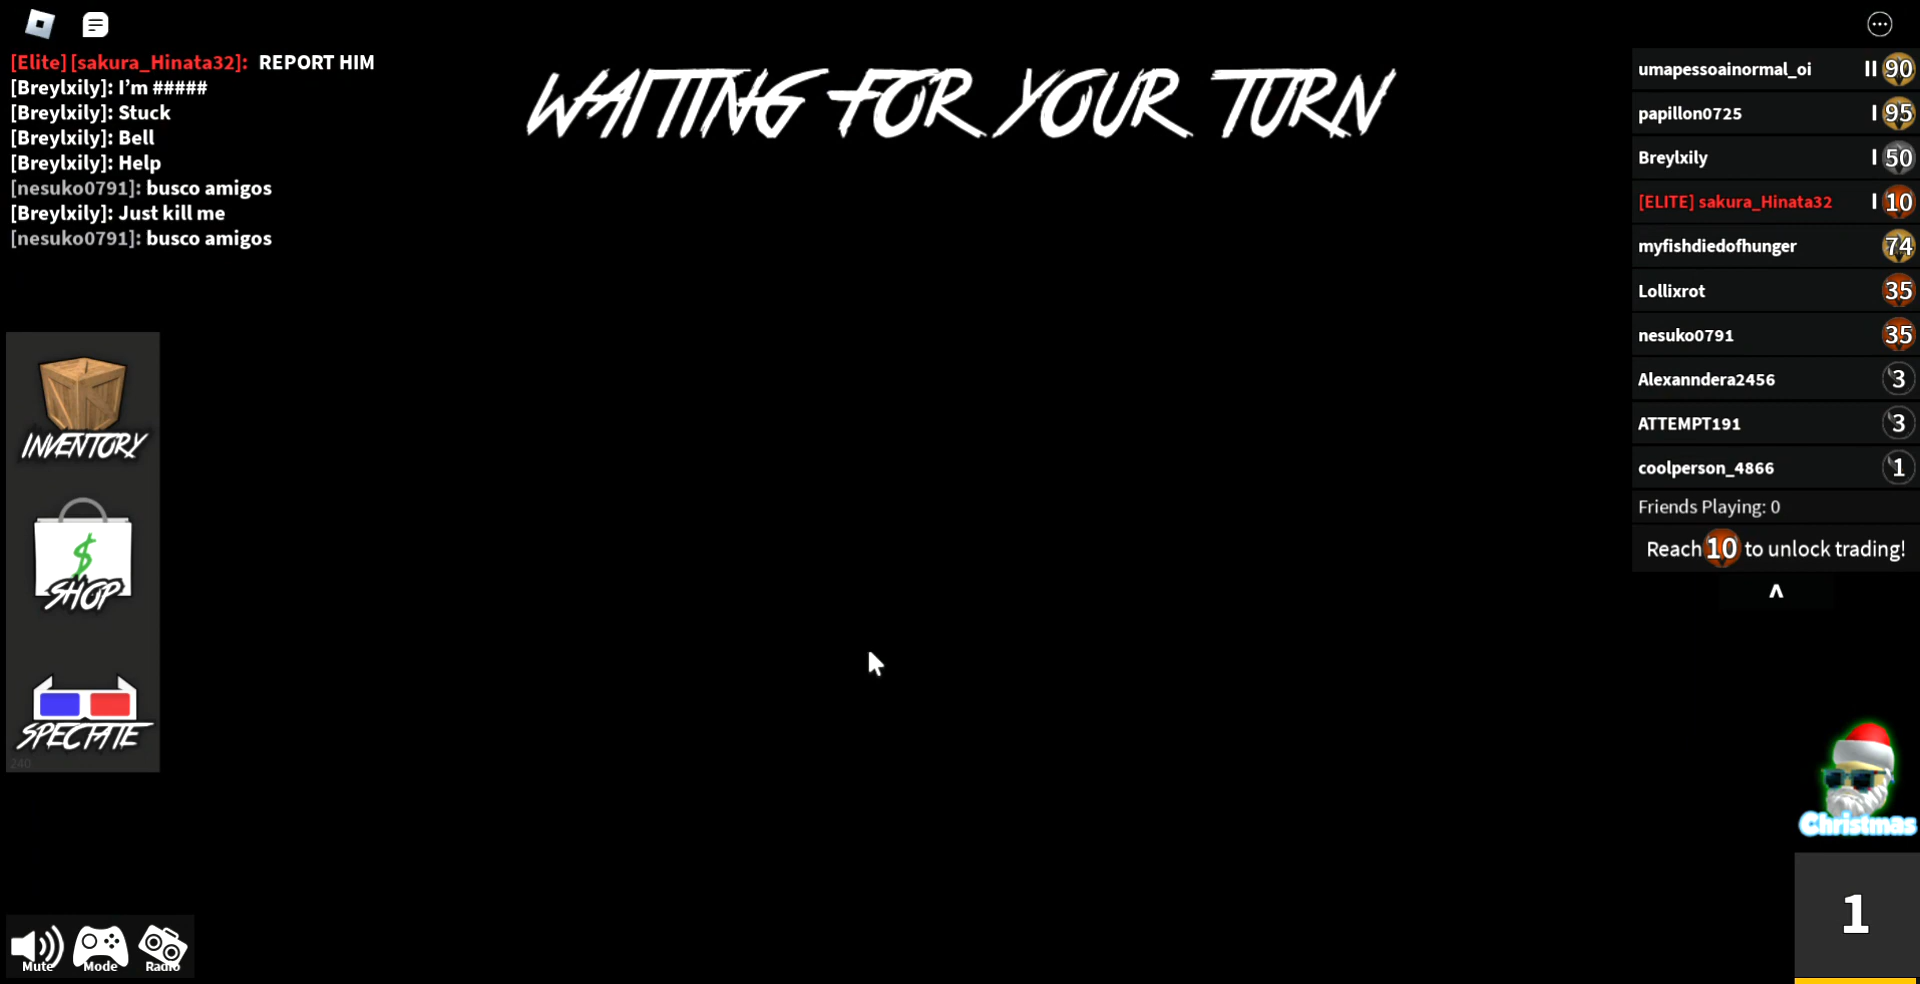 [Elite] [sakura_Hinata32]: REPORT HIM
[Breylxily]: I'm #####
[Breylxily]: Stuck
[Breylxily]: Bell
[Breylxily]: Help
[nesuko0791]: busco amigos
[Breylxily]: Just kill me
[nesuko0791]: busco amigos
WAITING FOR YOUR TURN
umapessoainormal_oi II 90
papillon0725 I 95
Breylxily I 50
[ELITE] sakura_Hinata32 I 10
myfishdiedofhunger 74
Lollixrot 35
nesuko0791 35
Alexanndera2456 3
ATTEMPT191 3
coolperson_4866 1
Friends Playing: 0
Reach 10 to unlock trading!
INVENTORY
$
SHOP
SPECTATE
240
Christmas
1
Mute
Mode
Radio